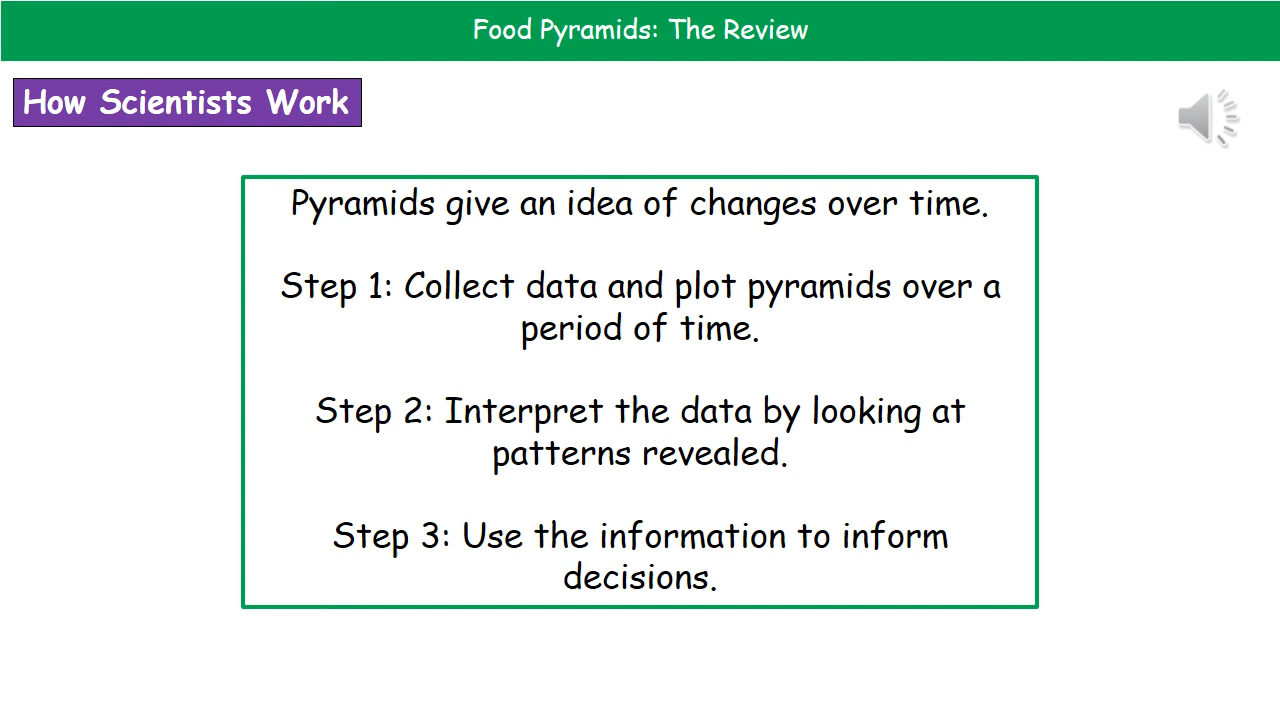 Food Pyramids: The Review
How Scientists Work
Pyramids give an idea of changes over time.
Step 1: Collect data and plot pyramids over a
period of time.
Step 2: Interpret the data by looking at
patterns revealed.
Step 3: Use the information to inform
decisions.